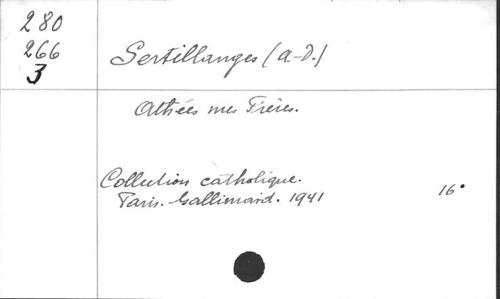 280
266
3
Sertillanges (A.-D.)
Athées mes Frères.
Collection catholique.
Paris. Gallimard. 1941
16°